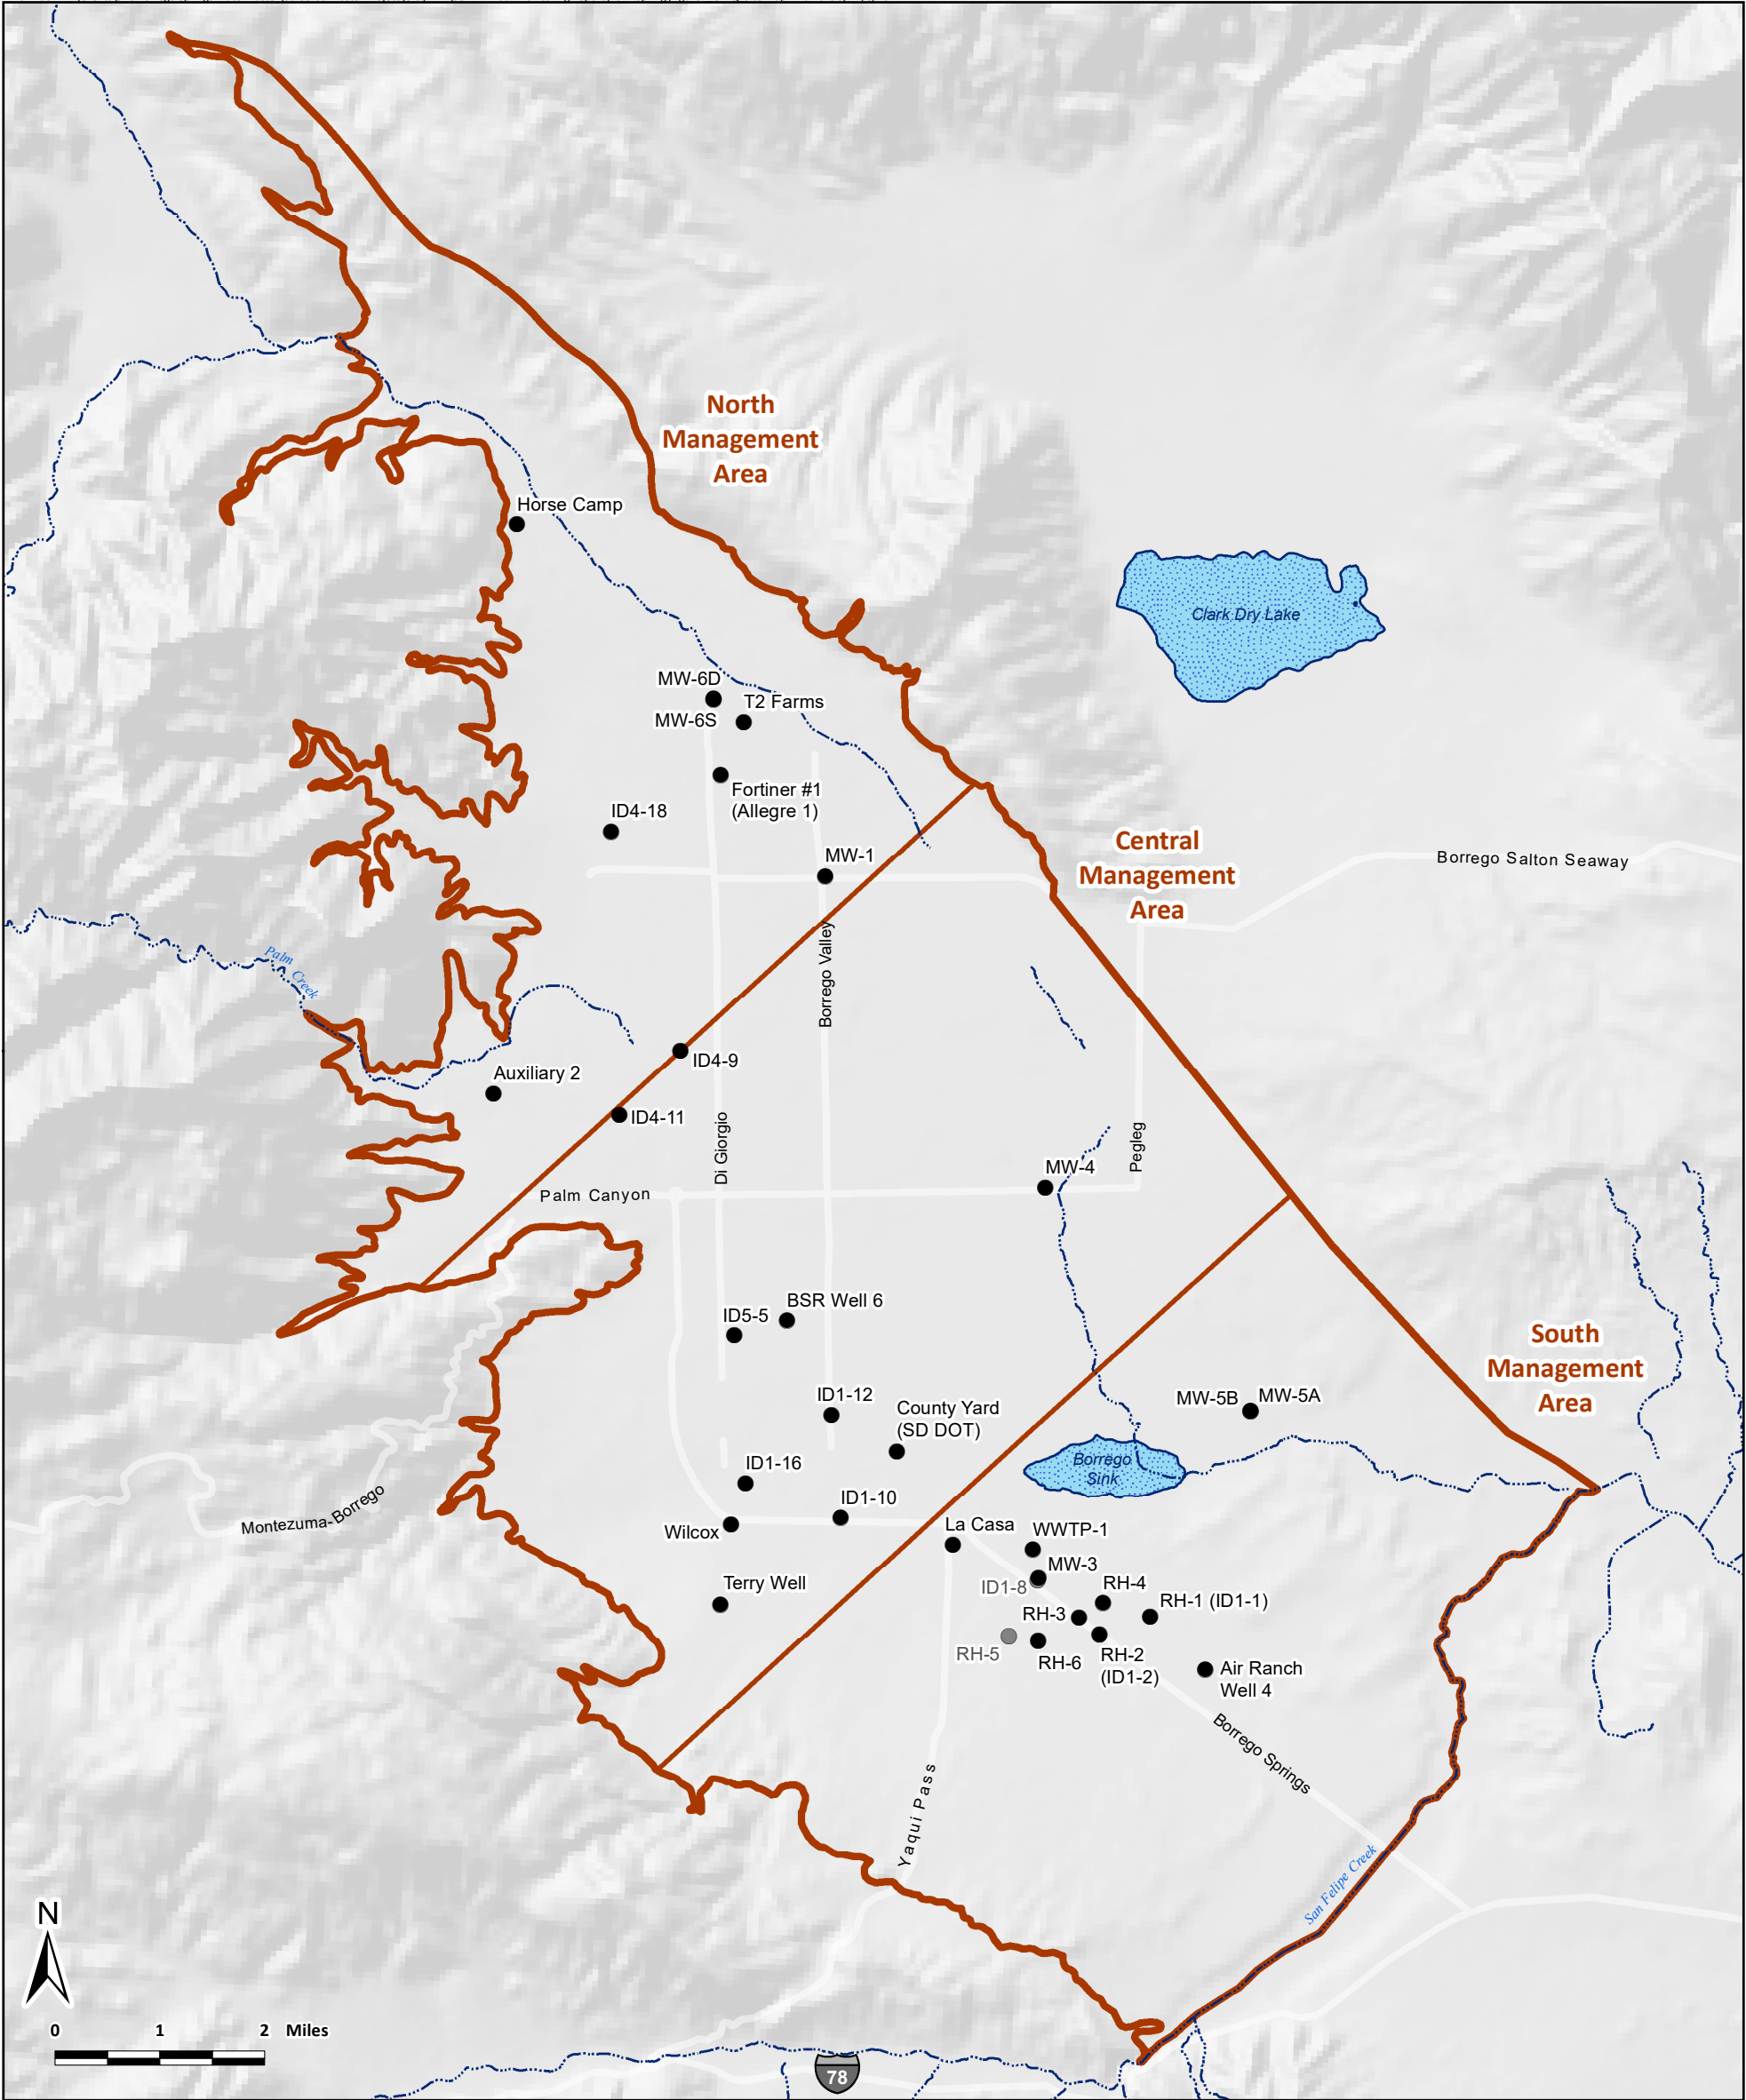 North
Management
Area
Horse Camp
Clark Dry Lake
MW-6D
T2 Farms
MW-6S
Fortiner #1
(Allegre 1)
ID4-18
Central
Management
Area
MW-1
Borrego Salton Seaway
Borrego Valley
Palm
Creek
ID4-9
Auxiliary 2
ID4-11
Di Giorgio
Pegleg
MW-4
Palm Canyon
BSR Well 6
ID5-5
South
Management
Area
ID1-12
MW-5B
MW-5A
County Yard
(SD DOT)
Borrego
Sink
ID1-16
Montezuma-Borrego
ID1-10
Wilcox
La Casa
WWTP-1
MW-3
ID1-8
Terry Well
RH-4
RH-1 (ID1-1)
RH-3
RH-5
RH-6
RH-2
(ID1-2)
Air Ranch
Well 4
Borrego Springs
Yaqui Pass
San Felipe Creek
N
0 1 2 Miles
78